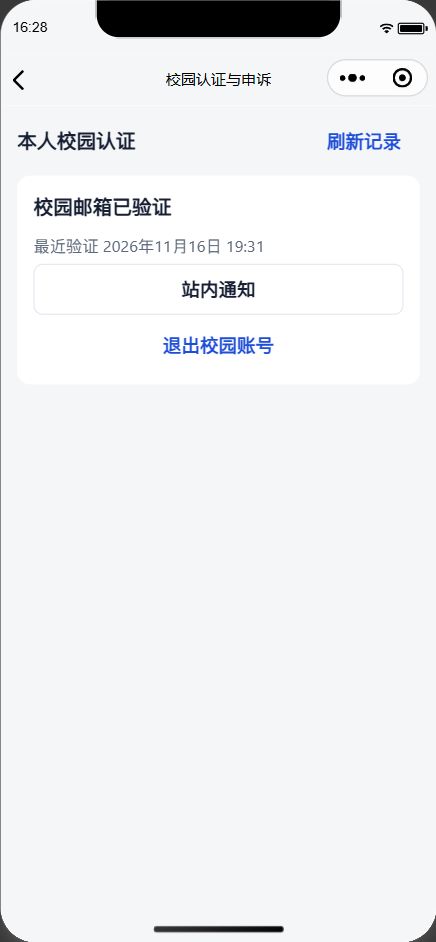 16:28
校园认证与申诉
本人校园认证
刷新记录
校园邮箱已验证
最近验证 2026年11月16日 19:31
站内通知
退出校园账号